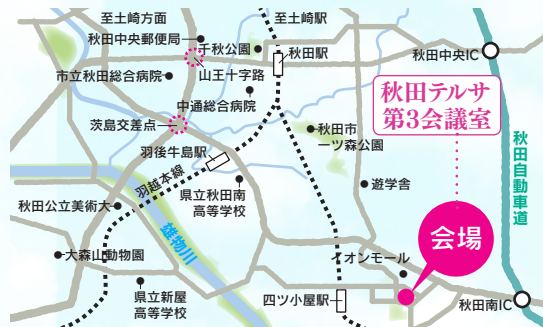 至土崎方面
至土崎駅
秋田中央郵便局
千秋公園
秋田駅
秋田中央IC
山王十字路
市立秋田総合病院
中通総合病院
秋田テルサ
第3会議室
茨島交差点
秋田市
一ツ森公園
秋田自動車道
羽後牛島駅
羽越本線
県立秋田南
高等学校
遊学舎
秋田公立美術大
雄物川
会場
大森山動物園
イオンモール
県立新屋
高等学校
四ツ小屋駅
秋田南IC